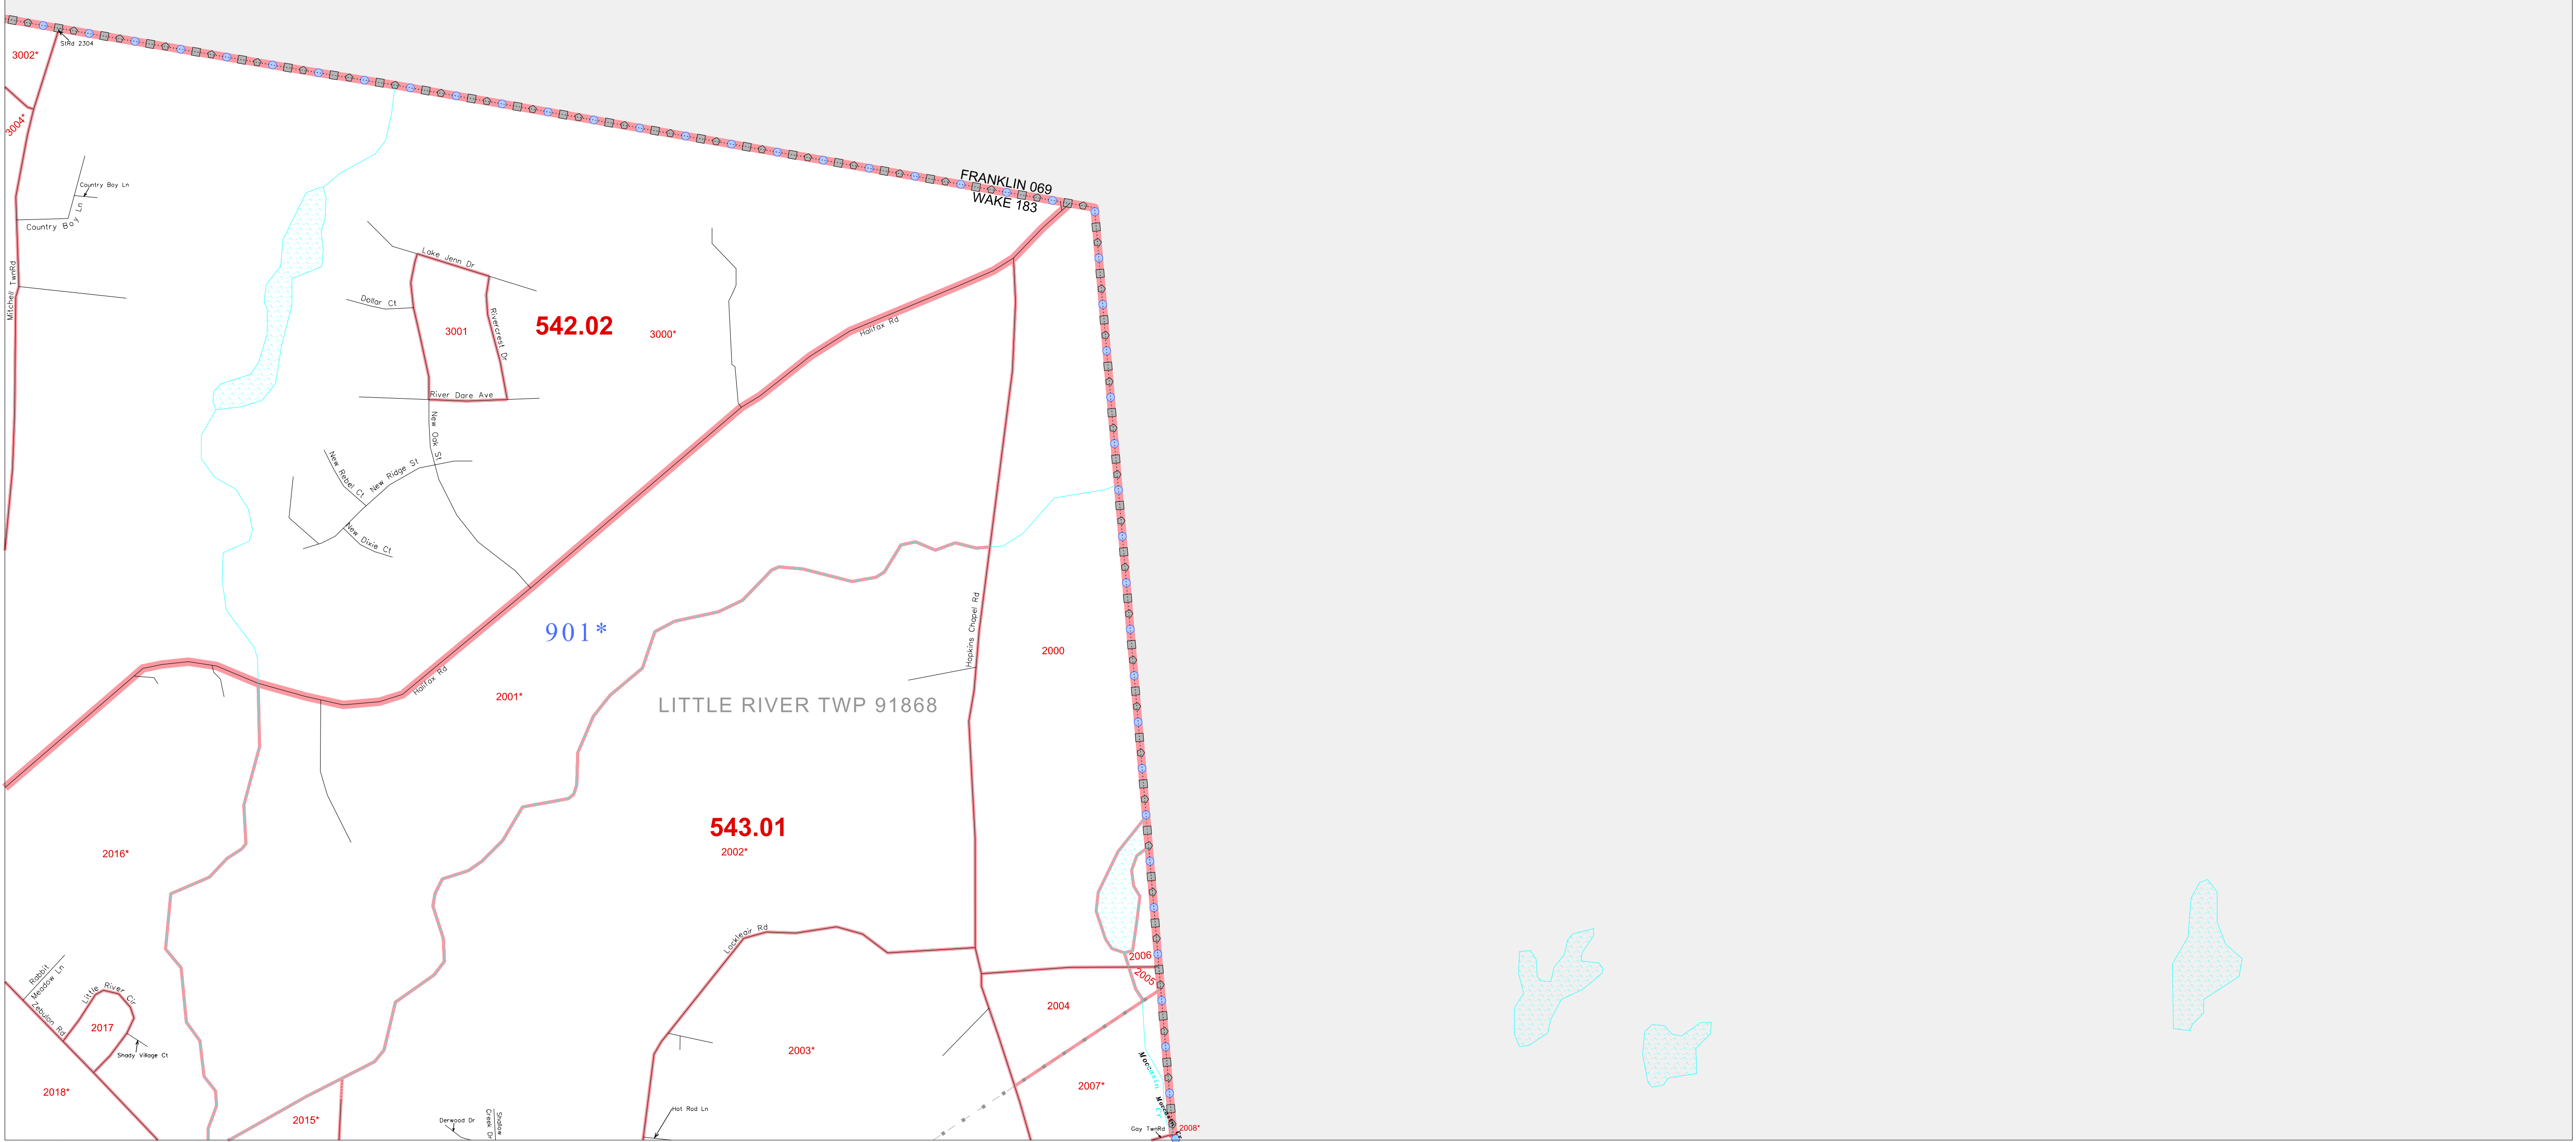 StRd 2304
3002*
3004*
FRANKLIN 069
WAKE 183
Country Boy Ln
Country Boy Ln
Mitchell TwnRd
Lake Jenn Dr
Dollar Ct
3001
Rivercrest Dr
542.02
3000*
Halifax Rd
River Dare Ave
New Oak St
New Rebel Ct
New Ridge St
New Dixie Ct
Hopkins Chapel Rd
901*
2000
Halifax Rd
2001*
LITTLE RIVER TWP 91868
543.01
2002*
2016*
Lockleair Rd
2006
2005
2004
Rabbit
Meadow Ln
Zebulon Rd
Little River Cir
2017
Shady Village Ct
2003*
Moccasin Cr
2018*
2007*
2015*
Derwood Dr
Shallow
Creek Dr
Hot Rod Ln
Gay TwnRd
2008*